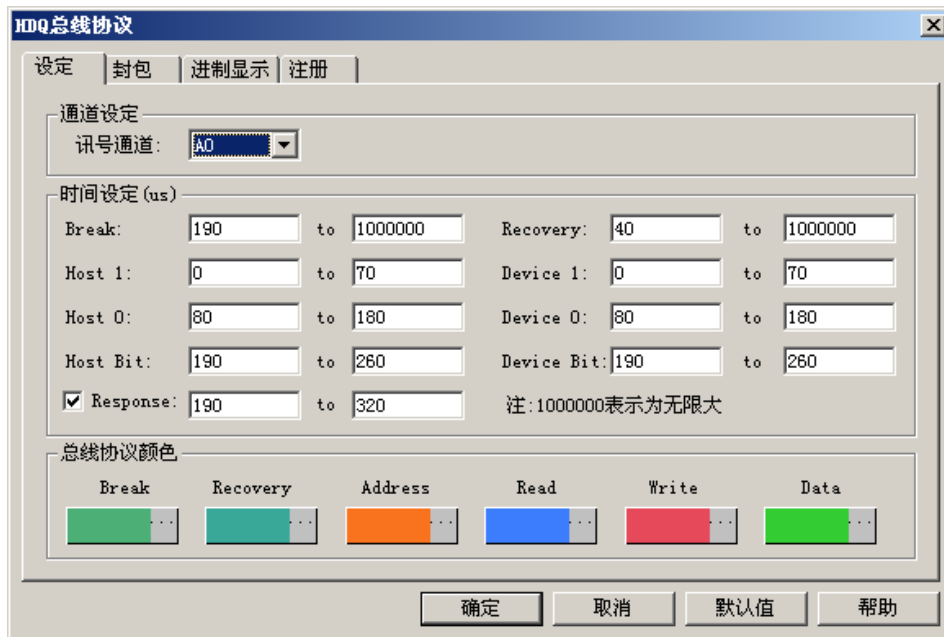 HDQ总线协议
设定 封包 进制显示 注册
通道设定
讯号通道: A0
时间设定(us)
Break: 190 to 1000000 Recovery: 40 to 1000000
Host 1: 0 to 70 Device 1: 0 to 70
Host 0: 80 to 180 Device 0: 80 to 180
Host Bit: 190 to 260 Device Bit: 190 to 260
Response: 190 to 320 注:1000000表示为无限大
总线协议颜色
Break Recovery Address Read Write Data
... ... ... ... ... ...
确定 取消 默认值 帮助